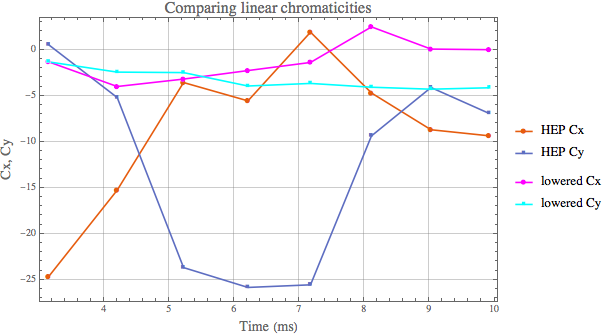 Comparing linear chromaticities
Cx, Cy
0
−5
−10
−15
−20
−25
4 5 6 7 8 9 10
Time (ms)
HEP Cx
HEP Cy
lowered Cx
lowered Cy